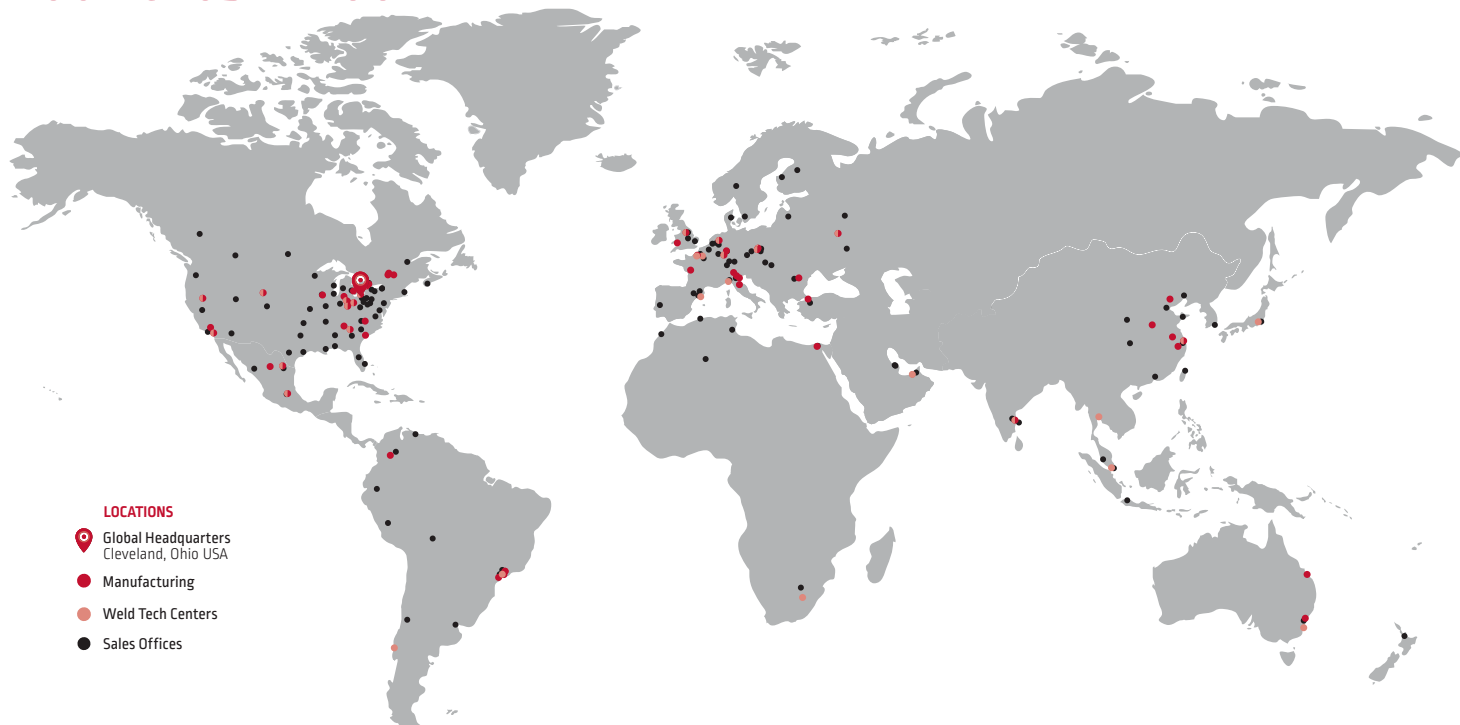 LOCATIONS
Global Headquarters
Cleveland, Ohio USA
Manufacturing
Weld Tech Centers
Sales Offices